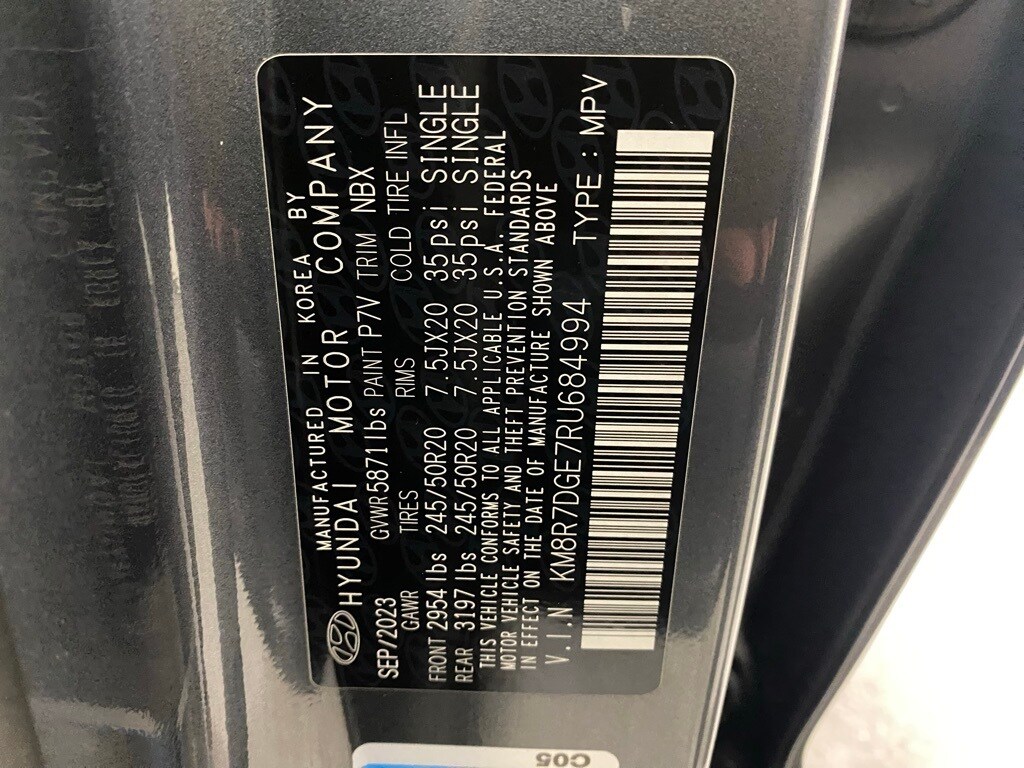 MANUFACTURED IN KOREA BY
HYUNDAI MOTOR COMPANY
SEP/2023 GVWR 5871lbs PAINT P7V TRIM NBX
GAWR TIRES RIMS COLD TIRE INFL
FRONT 2954 lbs 245/50R20 7.5JX20 35psi SINGLE
REAR 3197 lbs 245/50R20 7.5JX20 35psi SINGLE
THIS VEHICLE CONFORMS TO ALL APPLICABLE U.S.A. FEDERAL
MOTOR VEHICLE SAFETY AND THEFT PREVENTION STANDARDS
IN EFFECT ON THE DATE OF MANUFACTURE SHOWN ABOVE
V.I.N KM8R7DGE7RU684994 TYPE : MPV
C05